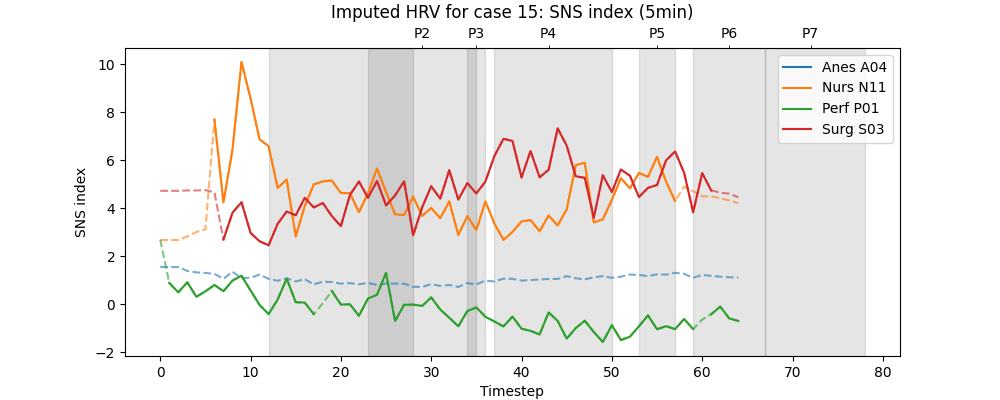 Imputed HRV for case 15: SNS index (5min)
P2 P3 P4 P5 P6 P7
Anes A04
Nurs N11
Perf P01
Surg S03
SNS index
10
8
6
4
2
0
−2
0 10 20 30 40 50 60 70 80
Timestep